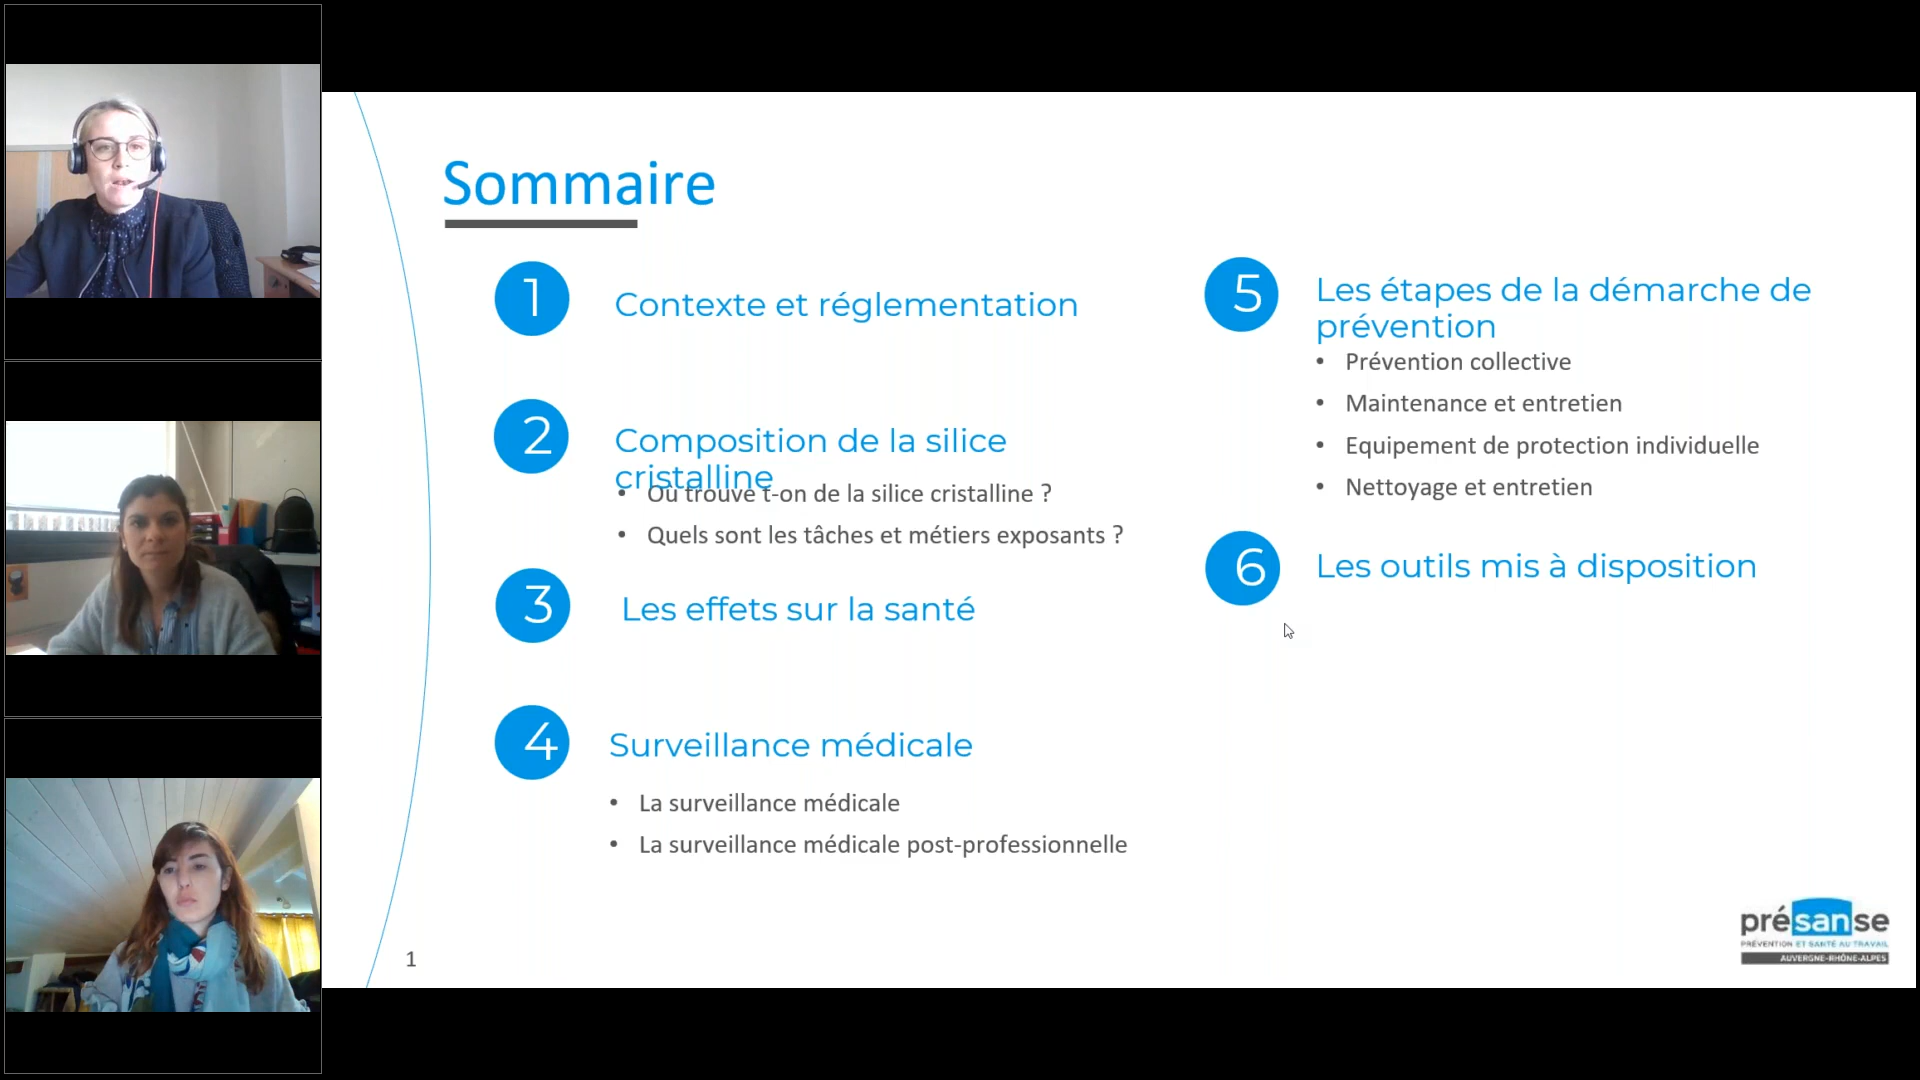 Sommaire
1
Contexte et réglementation
2
Composition de la silice
cristalline
• Ou trouve t-on de la silice cristalline ?
• Quels sont les tâches et métiers exposants ?
3
Les effets sur la santé
4
Surveillance médicale
• La surveillance médicale
• La surveillance médicale post-professionnelle
5
Les étapes de la démarche de
prévention
• Prévention collective
• Maintenance et entretien
• Equipement de protection individuelle
• Nettoyage et entretien
6
Les outils mis à disposition
1
présanse
PRÉVENTION ET SANTÉ AU TRAVAIL
AUVERGNE-RHÔNE-ALPES